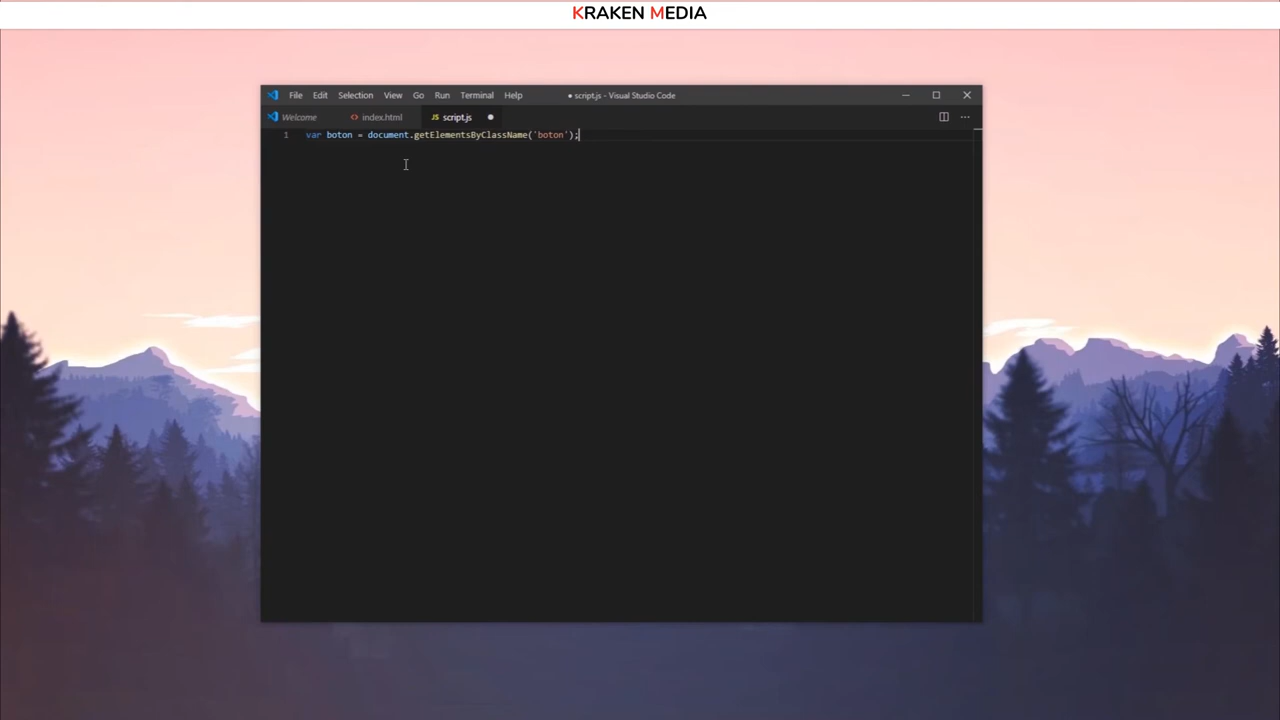 KRAKEN MEDIA
File Edit Selection View Go Run Terminal Help ● script.js - Visual Studio Code
Welcome <> index.html JS script.js ●
1 var boton = document.getElementsByClassName('boton');